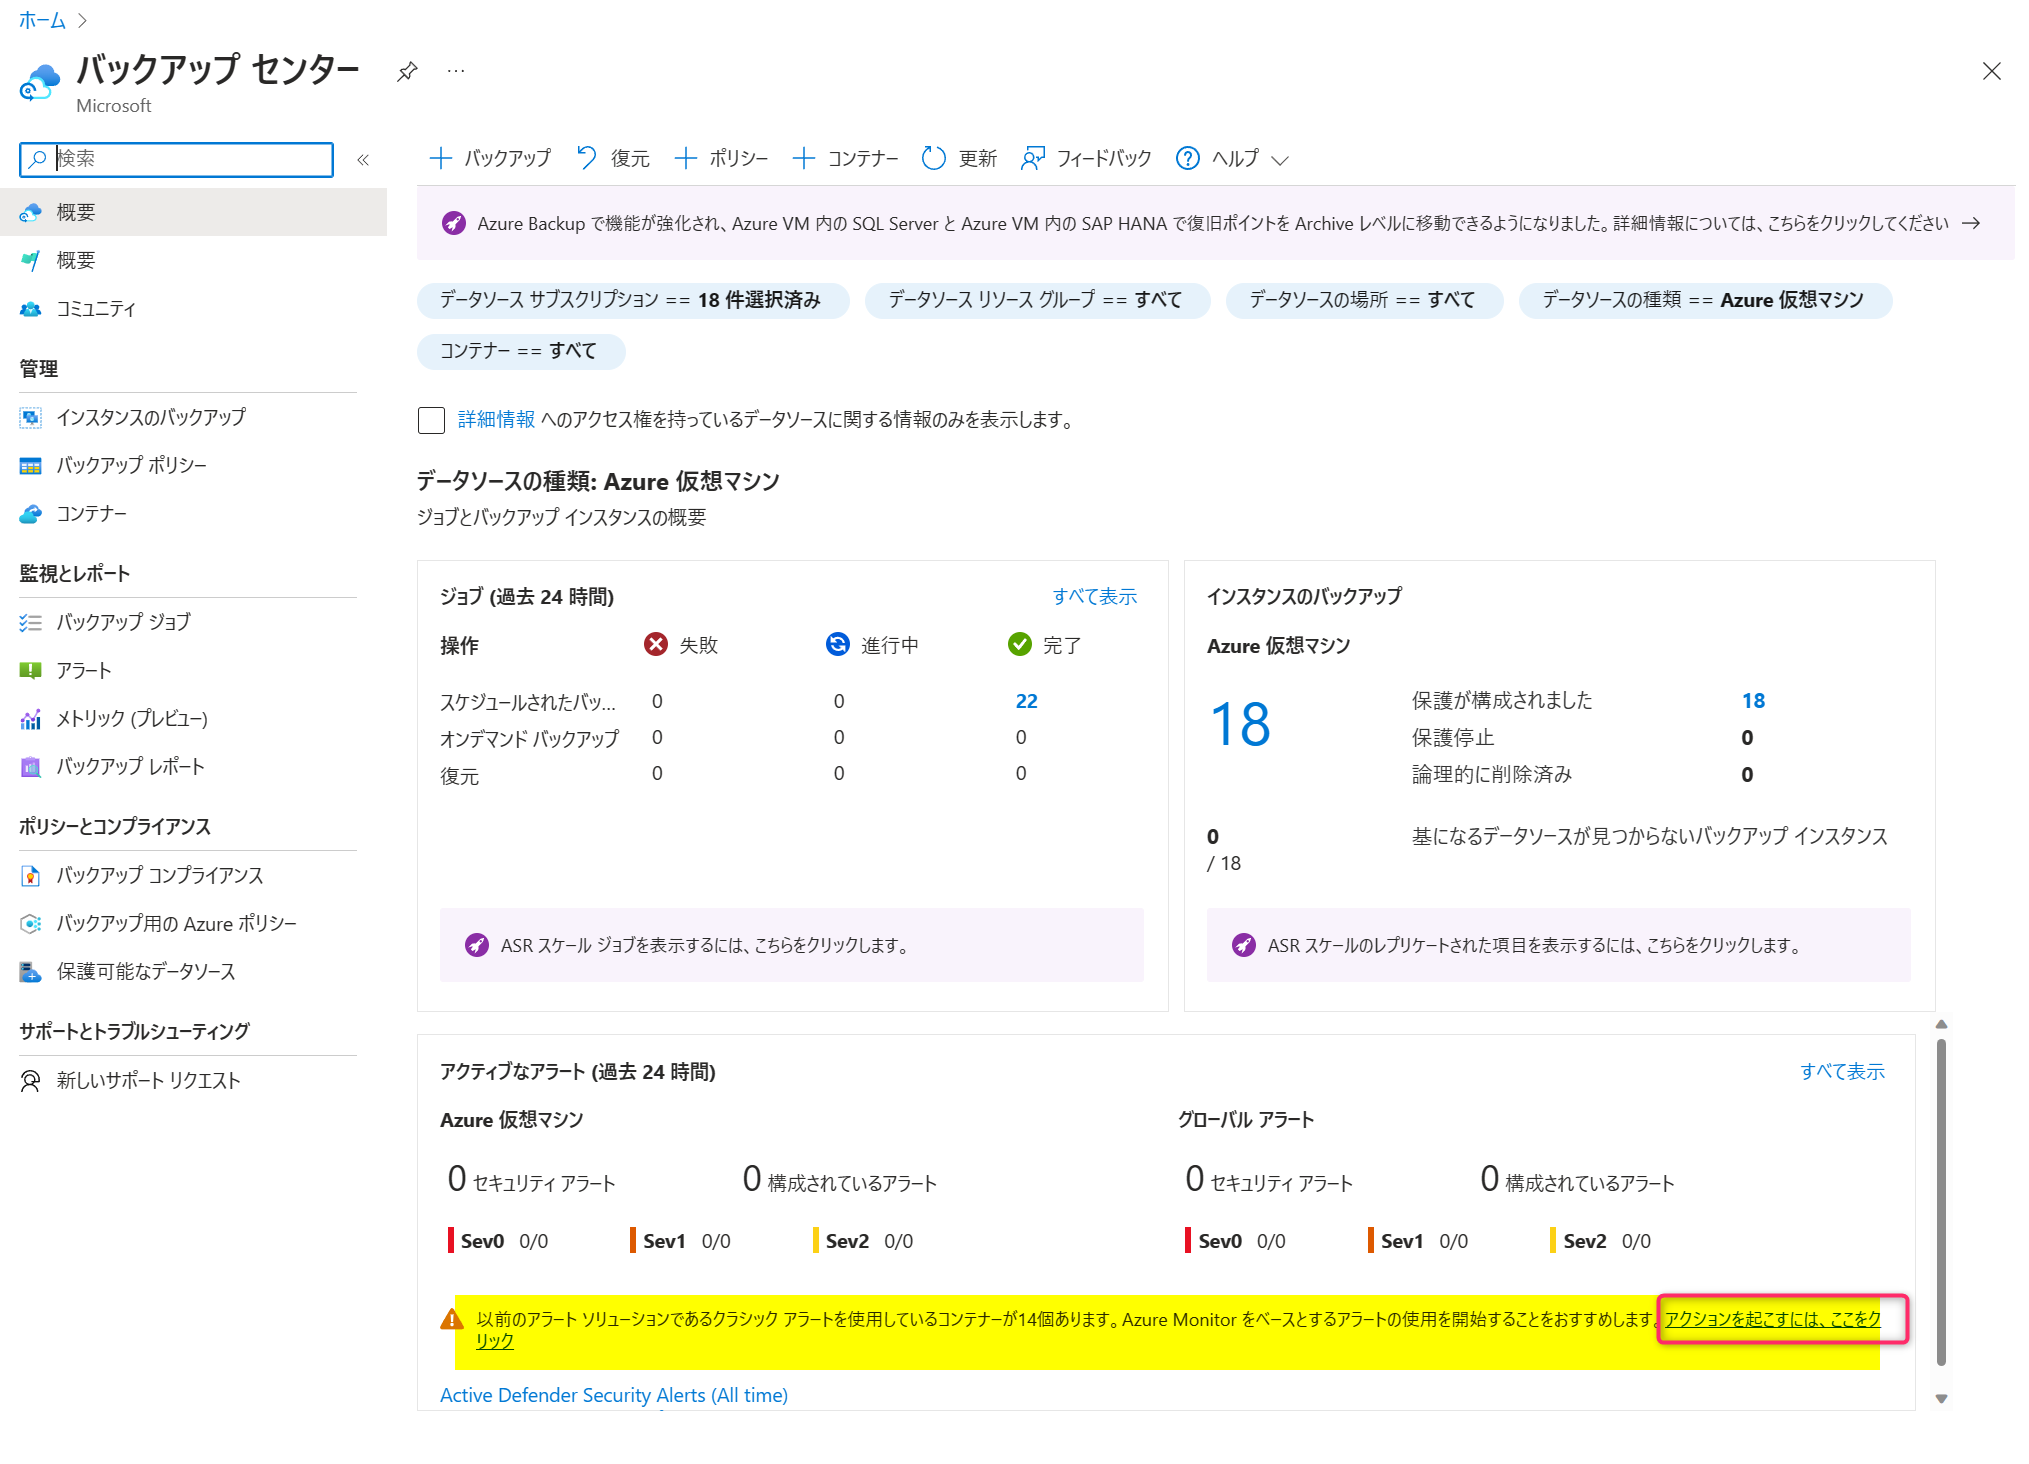 ホーム
バックアップ センター
Microsoft
検索
«
概要
概要
コミュニティ
管理
インスタンスのバックアップ
バックアップ ポリシー
コンテナー
監視とレポート
バックアップ ジョブ
アラート
メトリック (プレビュー)
バックアップ レポート
ポリシーとコンプライアンス
バックアップ コンプライアンス
バックアップ用の Azure ポリシー
保護可能なデータソース
サポートとトラブルシューティング
新しいサポート リクエスト
バックアップ 復元 ポリシー コンテナー 更新 フィードバック ヘルプ
Azure Backup で機能が強化され、Azure VM 内の SQL Server と Azure VM 内の SAP HANA で復旧ポイントを Archive レベルに移動できるようになりました。詳細情報については、こちらをクリックしてください →
データソース サブスクリプション == 18 件選択済み データソース リソース グループ == すべて データソースの場所 == すべて データソースの種類 == Azure 仮想マシン
コンテナー == すべて
詳細情報 へのアクセス権を持っているデータソースに関する情報のみを表示します。
データソースの種類: Azure 仮想マシン
ジョブとバックアップ インスタンスの概要
ジョブ (過去 24 時間) すべて表示
操作 失敗 進行中 完了
スケジュールされたバッ... 0 0 22
オンデマンド バックアップ 0 0 0
復元 0 0 0
ASR スケール ジョブを表示するには、こちらをクリックします。
インスタンスのバックアップ
Azure 仮想マシン
18
保護が構成されました 18
保護停止 0
論理的に削除済み 0
0 基になるデータソースが見つからないバックアップ インスタンス
/ 18
ASR スケールのレプリケートされた項目を表示するには、こちらをクリックします。
アクティブなアラート (過去 24 時間) すべて表示
Azure 仮想マシン グローバル アラート
0 セキュリティ アラート 0 構成されているアラート 0 セキュリティ アラート 0 構成されているアラート
Sev0 0/0 Sev1 0/0 Sev2 0/0 Sev0 0/0 Sev1 0/0 Sev2 0/0
以前のアラート ソリューションであるクラシック アラートを使用しているコンテナーが14個あります。Azure Monitor をベースとするアラートの使用を開始することをおすすめします。アクションを起こすには、ここをク
リック
Active Defender Security Alerts (All time)